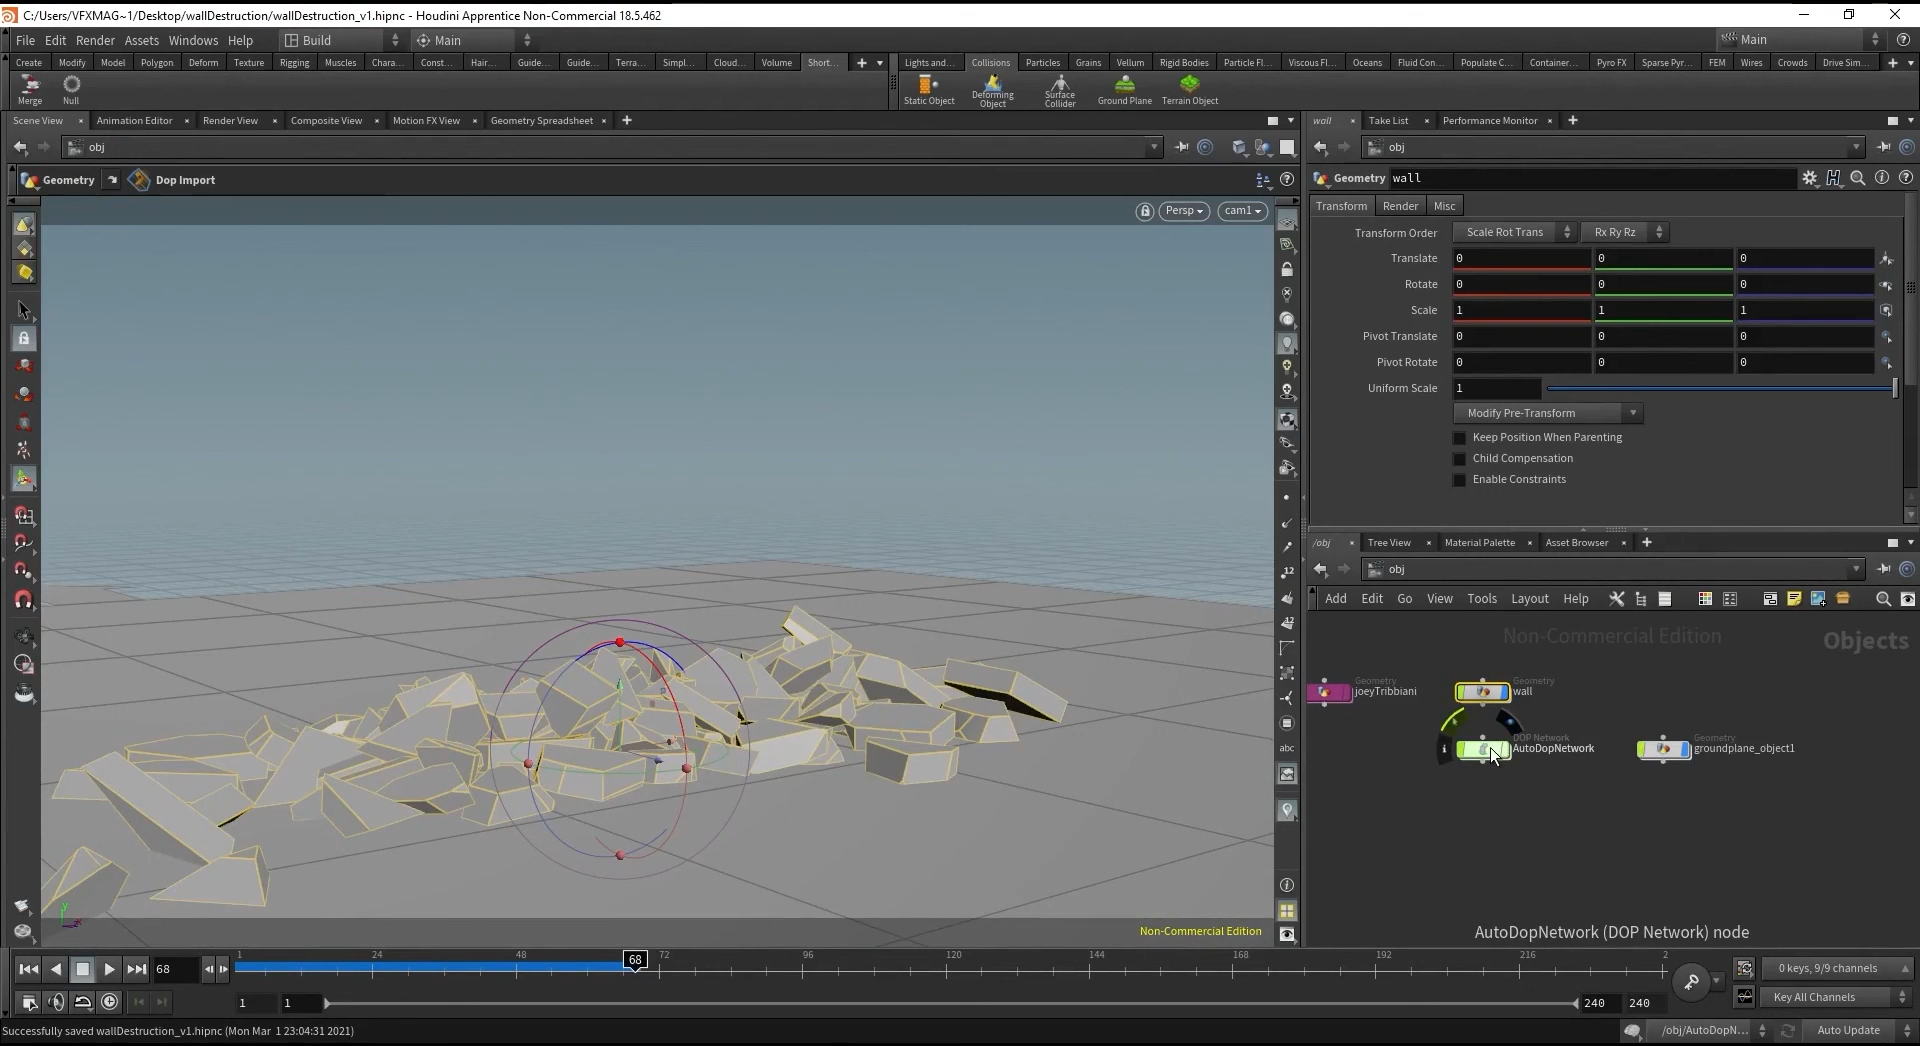 C:/Users/VFXMAG~1/Desktop/wallDestruction/wallDestruction_v1.hipnc - Houdini Apprentice Non-Commercial 18.5.462
File Edit Render Assets Windows Help Build Main Main
Create Modify Model Polygon Deform Texture Rigging Muscles Chara... Const... Hair... Guide... Guide... Terra... Simpl... Cloud... Volume Short...
Lights and... Collisions Particles Grains Vellum Rigid Bodies Particle Fl... Viscous Fl... Oceans Fluid Con... Populate C... Container... Pyro FX Sparse Pyr... FEM Wires Crowds Drive Sim...
Merge Null
Static Object Deforming Object Surface Collider Ground Plane Terrain Object
Scene View Animation Editor Render View Composite View Motion FX View Geometry Spreadsheet
wall Take List Performance Monitor
obj
obj
Geometry Dop Import
Geometry wall
Persp cam1
Transform Render Misc
Transform Order Scale Rot Trans Rx Ry Rz
Translate 0 0 0
Rotate 0 0 0
Scale 1 1 1
Pivot Translate 0 0 0
Pivot Rotate 0 0 0
Uniform Scale 1
Modify Pre-Transform
Keep Position When Parenting
Child Compensation
Enable Constraints
/obj Tree View Material Palette Asset Browser
obj
Add Edit Go View Tools Layout Help
Non-Commercial Edition Objects
Geometry
joeyTribbiani
Geometry
wall
DOP Network
AutoDopNetwork
Geometry
groundplane_object1
AutoDopNetwork (DOP Network) node
12
12
abc
y
Non-Commercial Edition
68 1 24 48 68 72 96 120 144 168 192 216 2
0 keys, 9/9 channels
1 1 240 240
Key All Channels
Successfully saved wallDestruction_v1.hipnc (Mon Mar 1 23:04:31 2021)
/obj/AutoDopN... Auto Update